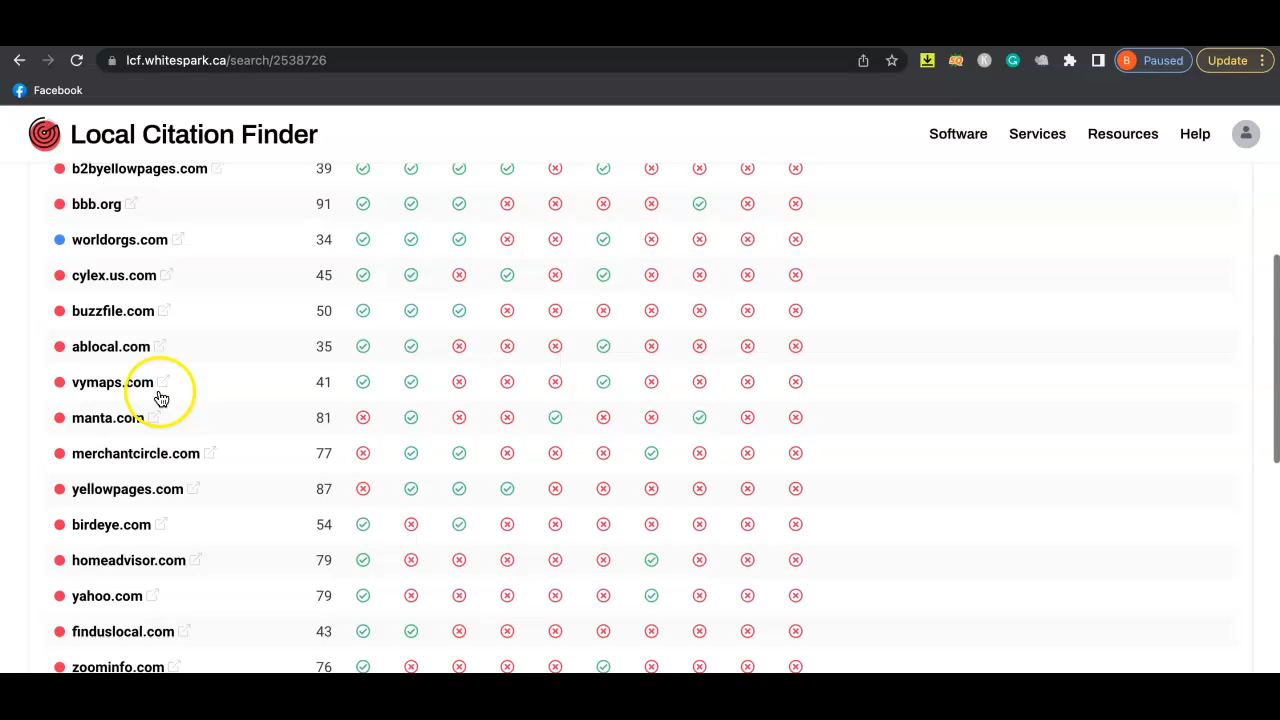 lcf.whitespark.ca/search/2538726
B Paused
Update
Facebook
Local Citation Finder
Software Services Resources Help
b2byellowpages.com 39
bbb.org 91
worldorgs.com 34
cylex.us.com 45
buzzfile.com 50
ablocal.com 35
vymaps.com 41
manta.com 81
merchantcircle.com 77
yellowpages.com 87
birdeye.com 54
homeadvisor.com 79
yahoo.com 79
finduslocal.com 43
zoominfo.com 76